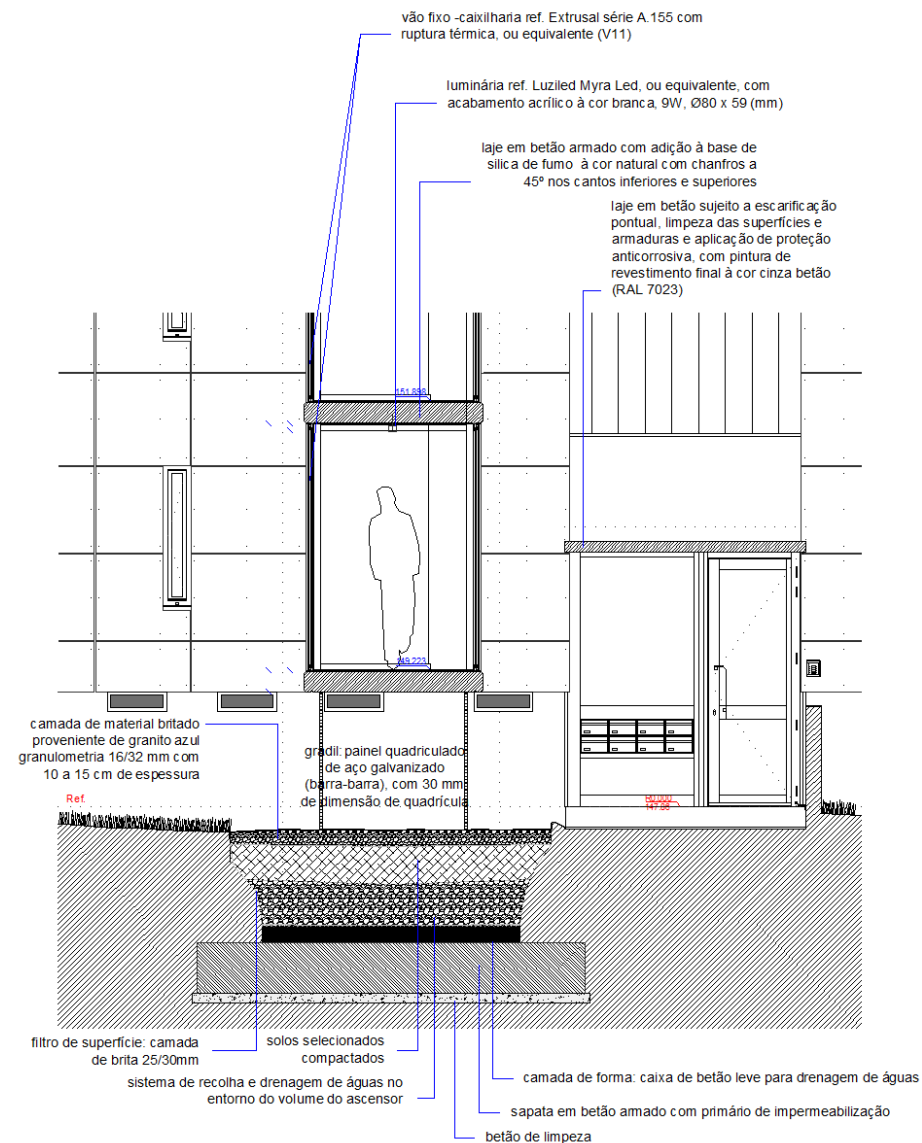 vão fixo -caixilharia ref. Extrusal série A.155 com
ruptura térmica, ou equivalente (V11)
luminária ref. Luziled Myra Led, ou equivalente, com
acabamento acrílico à cor branca, 9W, Ø80 x 59 (mm)
laje em betão armado com adição à base de
silica de fumo à cor natural com chanfros a
45º nos cantos inferiores e superiores
laje em betão sujeito a escarificação
pontual, limpeza das superfícies e
armaduras e aplicação de proteção
anticorrosiva, com pintura de
revestimento final à cor cinza betão
(RAL 7023)
151.898
149.223
camada de material britado
proveniente de granito azul
granulometria 16/32 mm com
10 a 15 cm de espessura
gradil: painel quadriculado
de aço galvanizado
(barra-barra), com 30 mm
de dimensão de quadrícula
Ref.
R0.000
147.98
filtro de superfície: camada
de brita 25/30mm
solos selecionados
compactados
sistema de recolha e drenagem de águas no
entorno do volume do ascensor
camada de forma: caixa de betão leve para drenagem de águas
sapata em betão armado com primário de impermeabilização
betão de limpeza